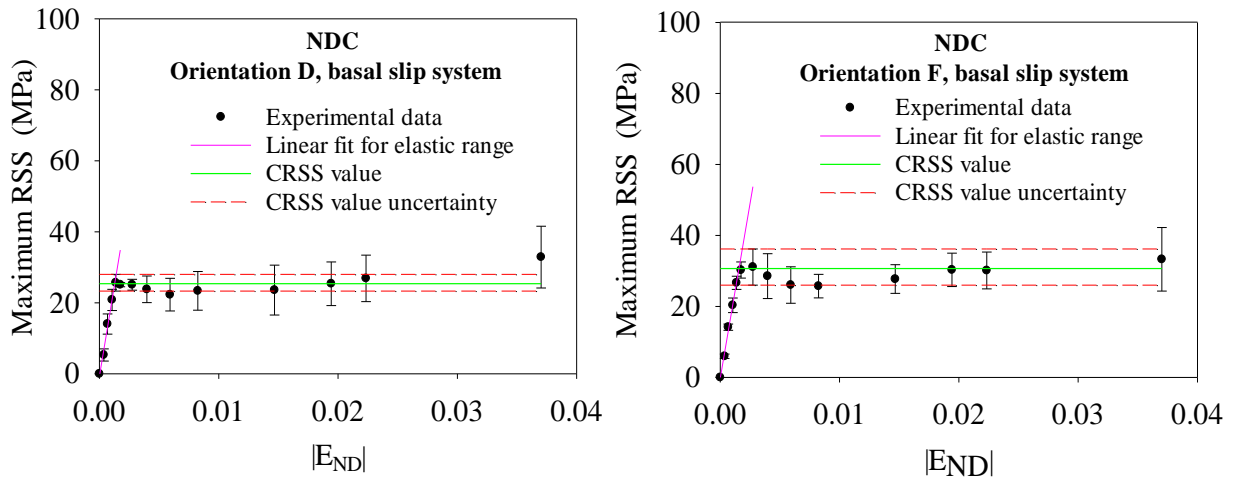 NDC
Orientation D, basal slip system
Experimental data
Linear fit for elastic range
CRSS value
CRSS value uncertainty
Maximum RSS (MPa)
100
80
60
40
20
0
0.00
0.01
0.02
0.03
0.04
|E_ND|
NDC
Orientation F, basal slip system
Experimental data
Linear fit for elastic range
CRSS value
CRSS value uncertainty
Maximum RSS (MPa)
100
80
60
40
20
0
0.00
0.01
0.02
0.03
0.04
|E_ND|